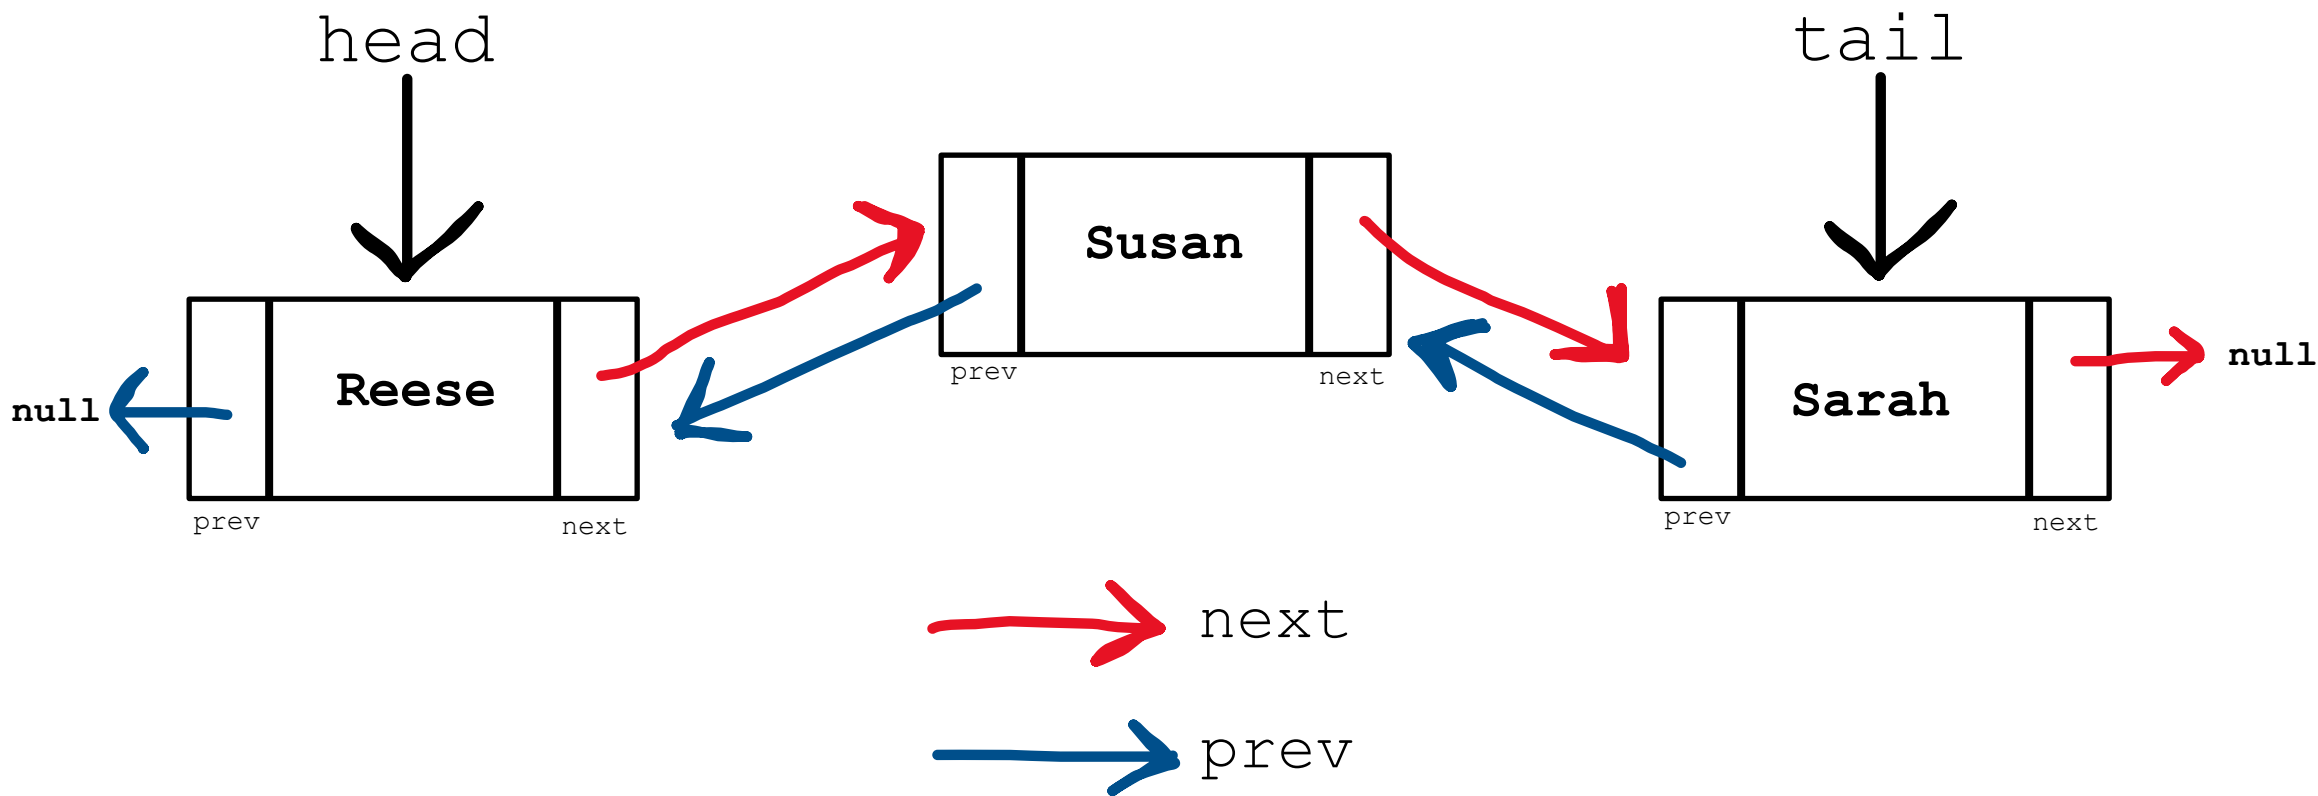 head
tail
Susan
prev
next
null
Reese
prev
next
Sarah
null
prev
next
next
prev